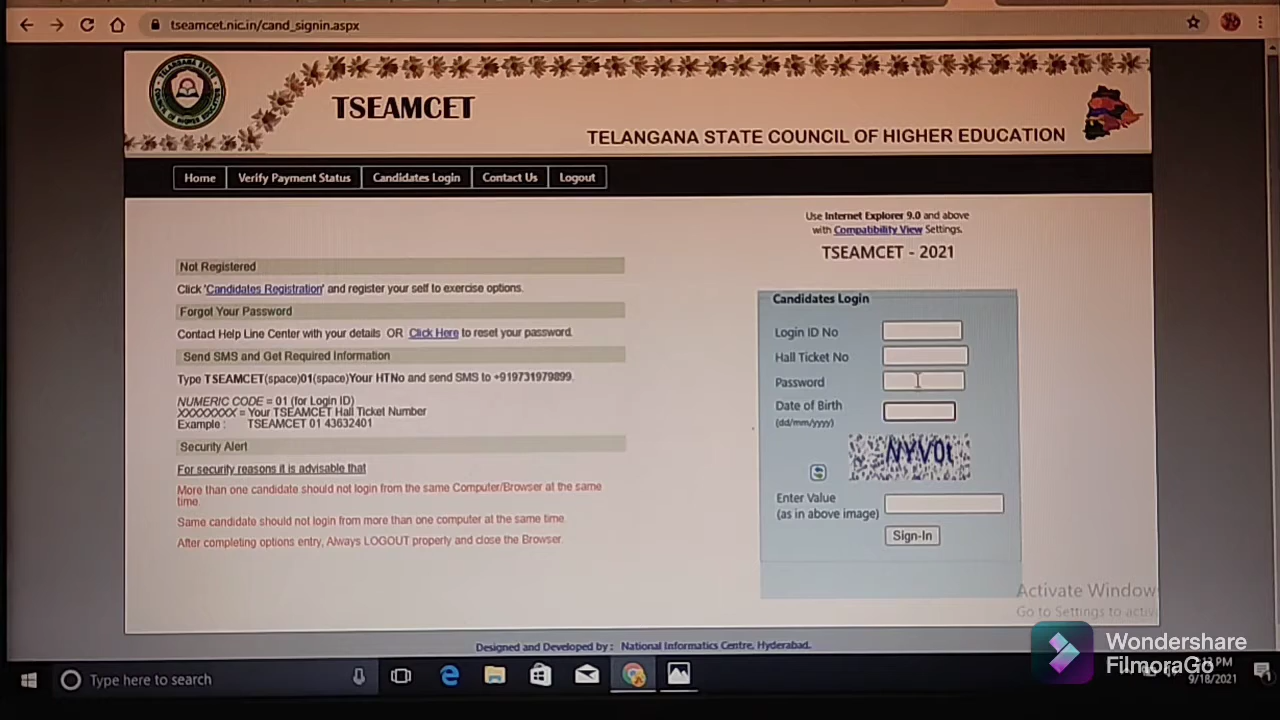 tseamcet.nic.in/cand_signin.aspx
TSEAMCET
TELANGANA STATE COUNCIL OF HIGHER EDUCATION
Home Verify Payment Status Candidates Login Contact Us Logout
Use Internet Explorer 9.0 and above
with Compatibility View Settings.
TSEAMCET - 2021
Not Registered
Click 'Candidates Registration' and register your self to exercise options.
Forgot Your Password
Contact Help Line Center with your details OR Click Here to reset your password.
Send SMS and Get Required Information
Type TSEAMCET(space)01(space)Your HTNo and send SMS to +919731979899.
NUMERIC CODE = 01 (for Login ID)
XXXXXXXX = Your TSEAMCET Hall Ticket Number
Example : TSEAMCET 01 43632401
Security Alert
For security reasons it is advisable that
More than one candidate should not login from the same Computer/Browser at the same
time.
Same candidate should not login from more than one computer at the same time.
After completing options entry, Always LOGOUT properly and close the Browser.
Candidates Login
Login ID No
Hall Ticket No
Password
Date of Birth
(dd/mm/yyyy)
NYV0t
Enter Value
(as in above image)
Sign-In
Activate Window
Go to Settings to activ
Designed and Developed by : National Informatics Centre, Hyderabad.
Wondershare
FilmoraGo
Type here to search
PM
9/18/2021